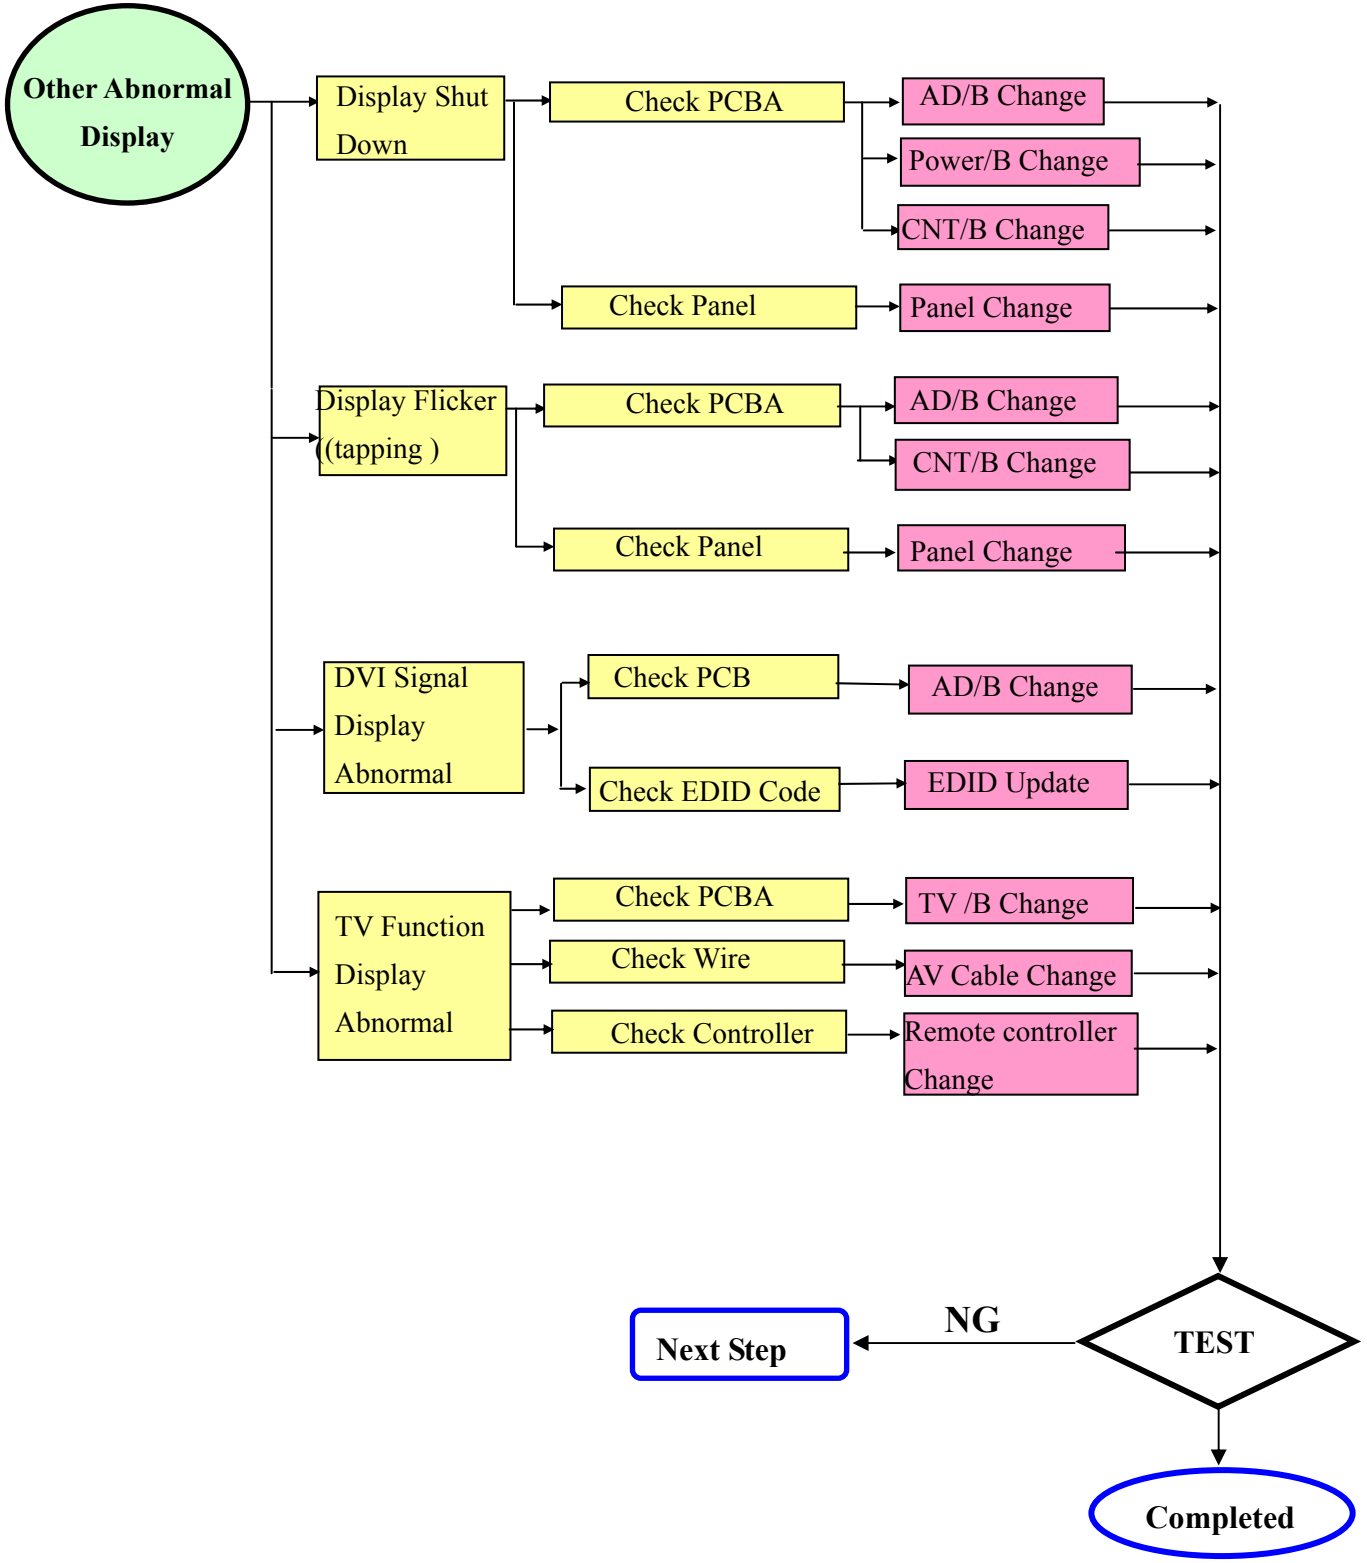 Other Abnormal
Display
Display Shut
Down
Check PCBA
AD/B Change
Power/B Change
CNT/B Change
Check Panel
Panel Change
Display Flicker
((tapping )
Check PCBA
AD/B Change
CNT/B Change
Check Panel
Panel Change
DVI Signal
Display
Abnormal
Check PCB
AD/B Change
Check EDID Code
EDID Update
TV Function
Display
Abnormal
Check PCBA
TV /B Change
Check Wire
AV Cable Change
Check Controller
Remote controller
Change
TEST
NG
Next Step
Completed